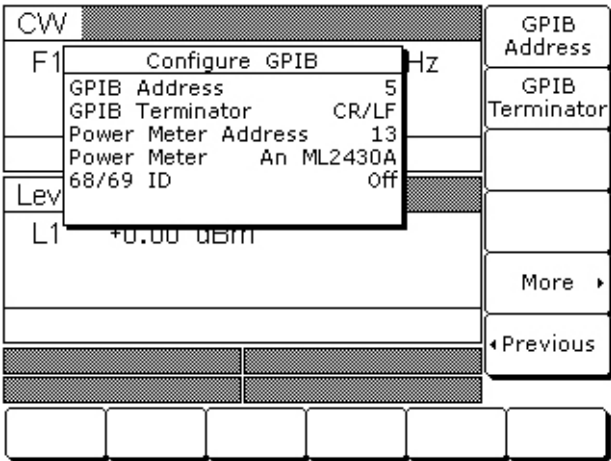 CW
F1
Hz
Configure GPIB
GPIB Address 5
GPIB Terminator CR/LF
Power Meter Address 13
Power Meter An ML2430A
68/69 ID Off
Lev
L1 +0.00 dBm
GPIB
Address
GPIB
Terminator
More
Previous